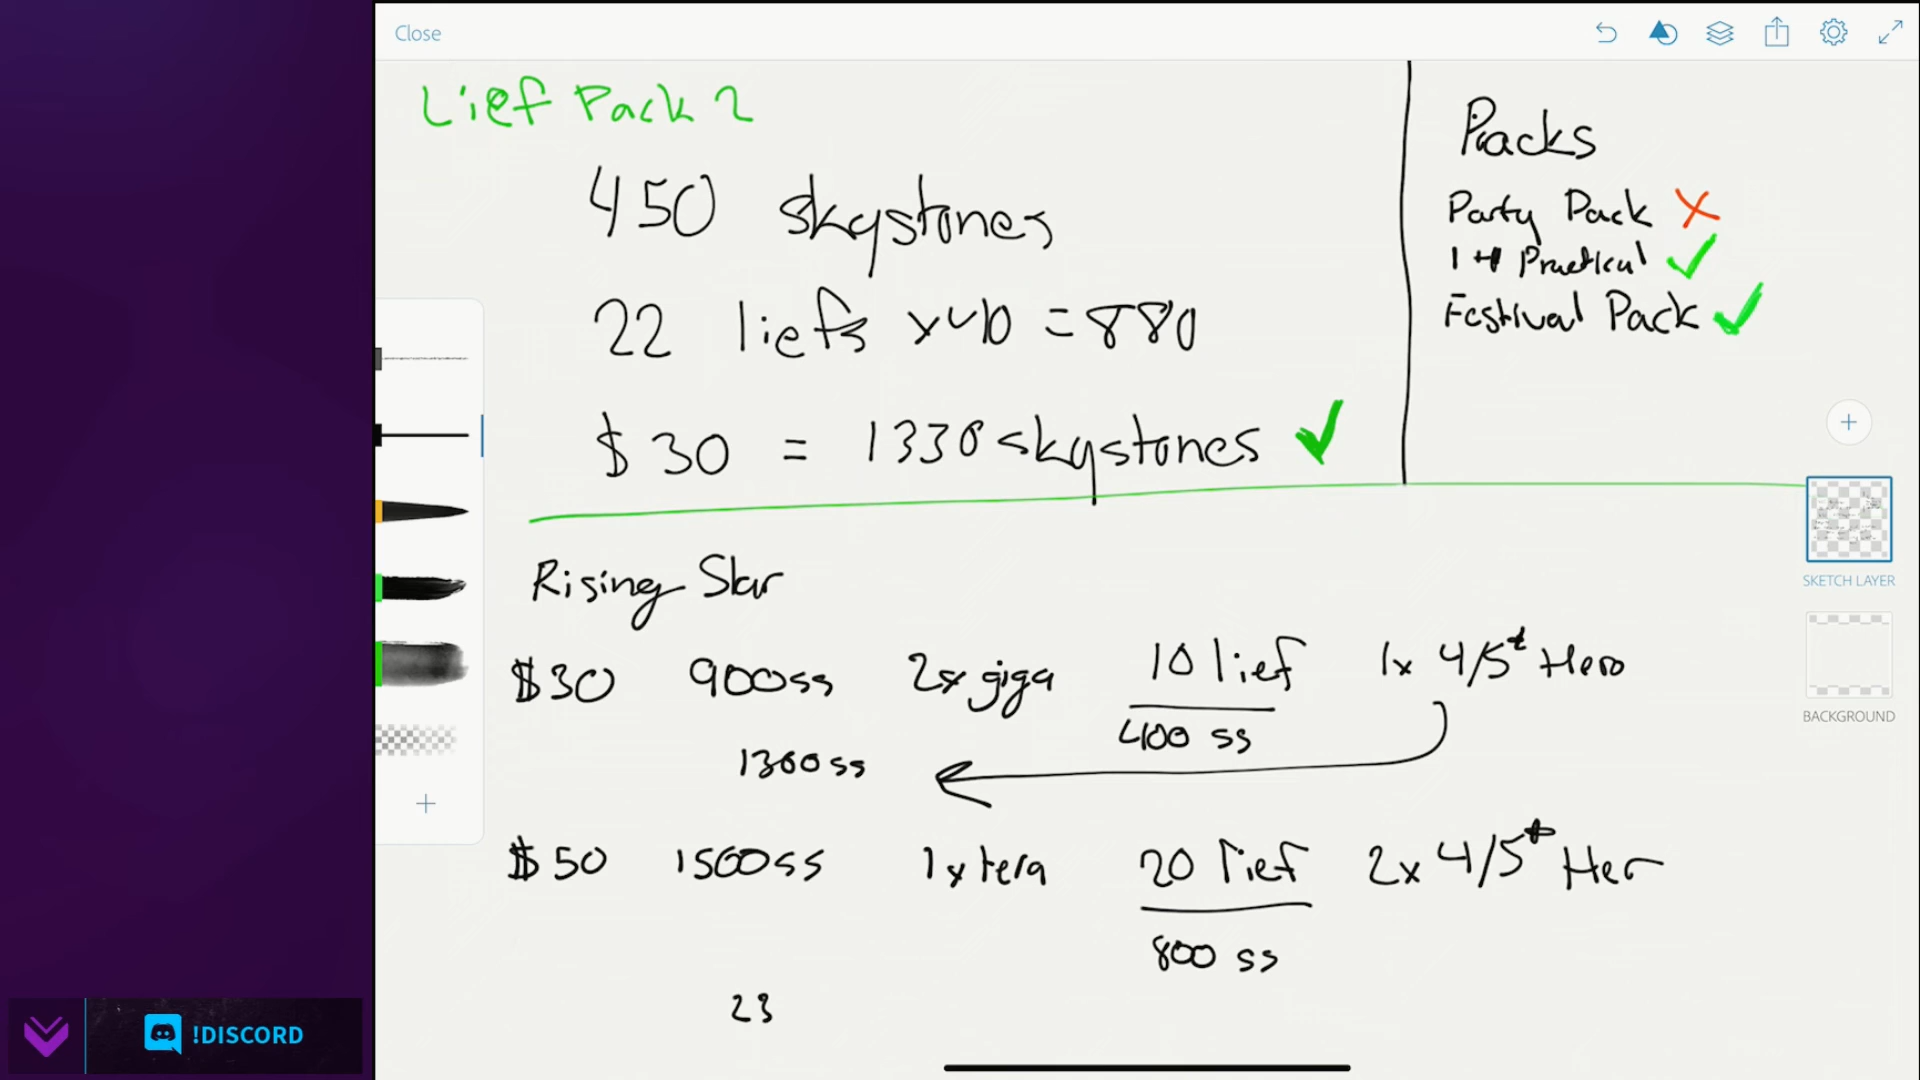 Close
Lief Pack 2
450 skystones
22 liefs x40 = 880
$30 = 1330 skystones ✓
Packs
Party Pack X
1+1 Practical ✓
Festival Pack ✓
Rising Star
$30 900ss 2x giga 10 lief 1x 4/5* Hero
400 ss
1300ss
$50 1500ss 1x tera 20 lief 2x 4/5* Her
800 ss
23
SKETCH LAYER
BACKGROUND
!DISCORD